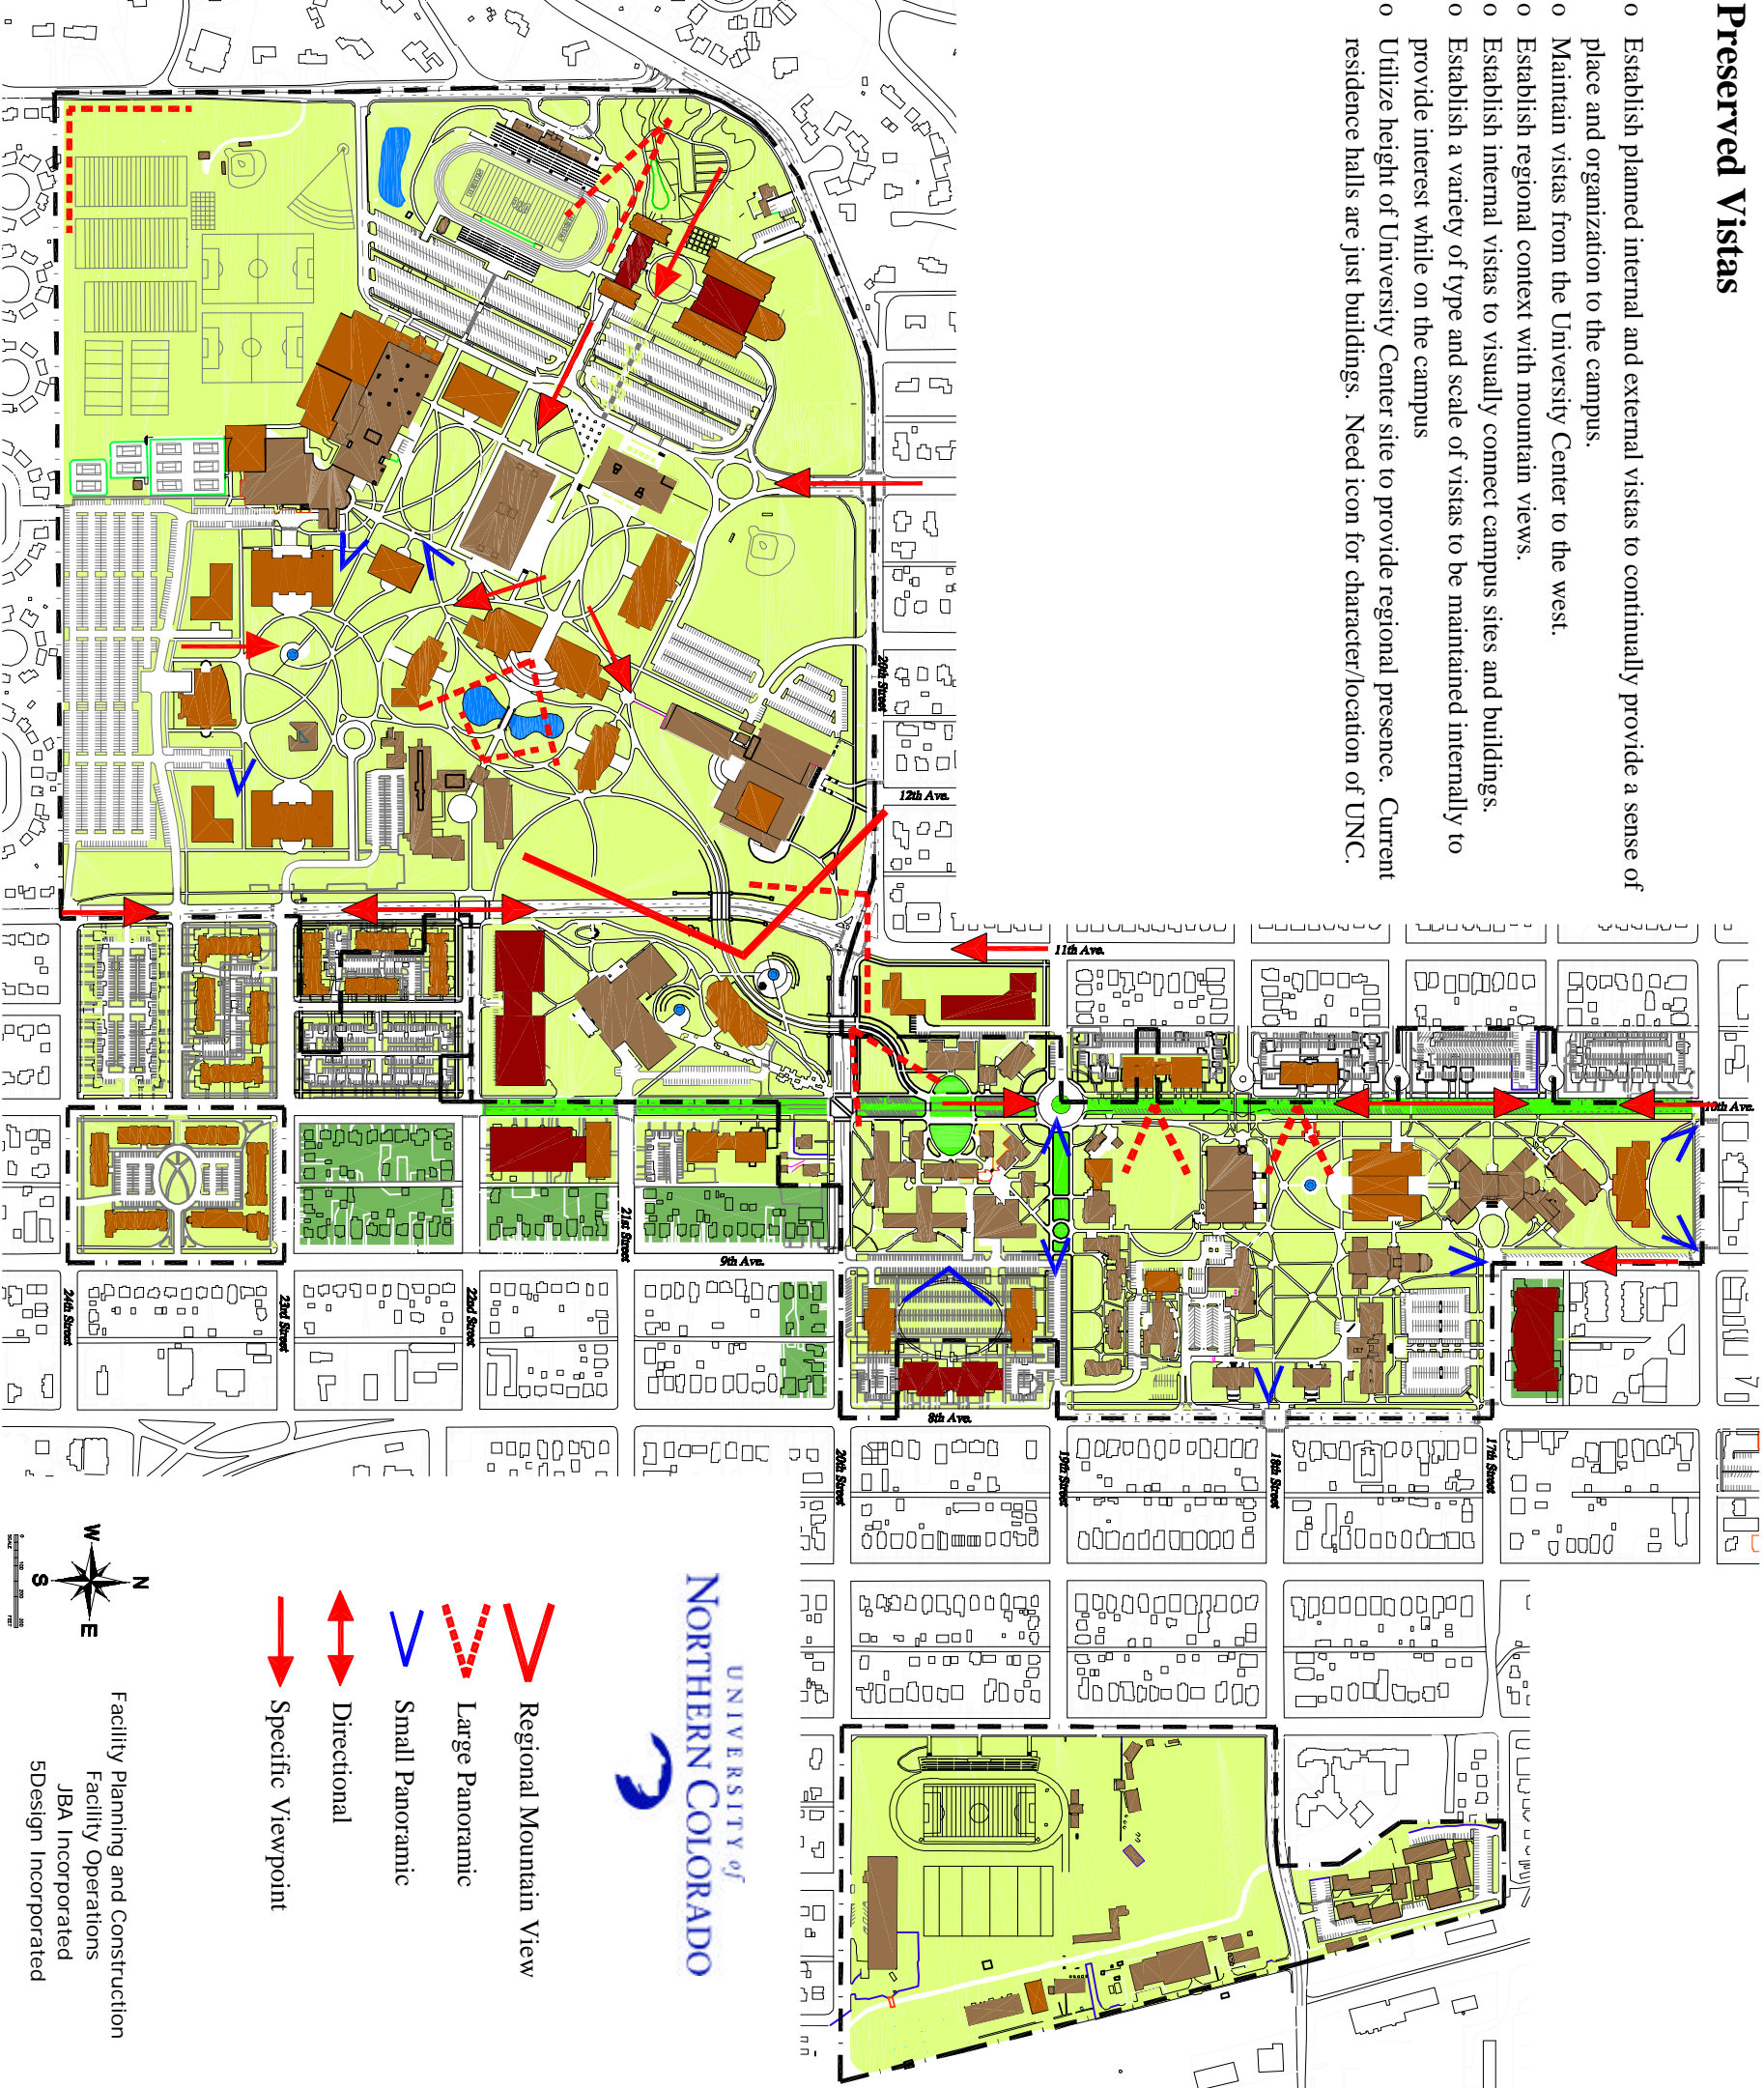 Preserved Vistas
o Establish planned internal and external vistas to continually provide a sense of
place and organization to the campus.
o Maintain vistas from the University Center to the west.
o Establish regional context with mountain views.
o Establish internal vistas to visually connect campus sites and buildings.
o Establish a variety of type and scale of vistas to be maintained internally to
provide interest while on the campus
o Utilize height of University Center site to provide regional presence. Current
residence halls are just buildings. Need icon for character/location of UNC.
10th Ave.
11th Ave.
20th Street
12th Ave.
9th Ave.
21st Street
22nd Street
23rd Street
24th Street
8th Ave.
17th Street
18th Street
19th Street
20th Street
UNIVERSITY of
NORTHERN COLORADO
Regional Mountain View
Large Panoramic
Small Panoramic
Directional
Specific Viewpoint
N
W
E
S
SCALE
FEET
Facility Planning and Construction
Facility Operations
JBA Incorporated
5Design Incorporated